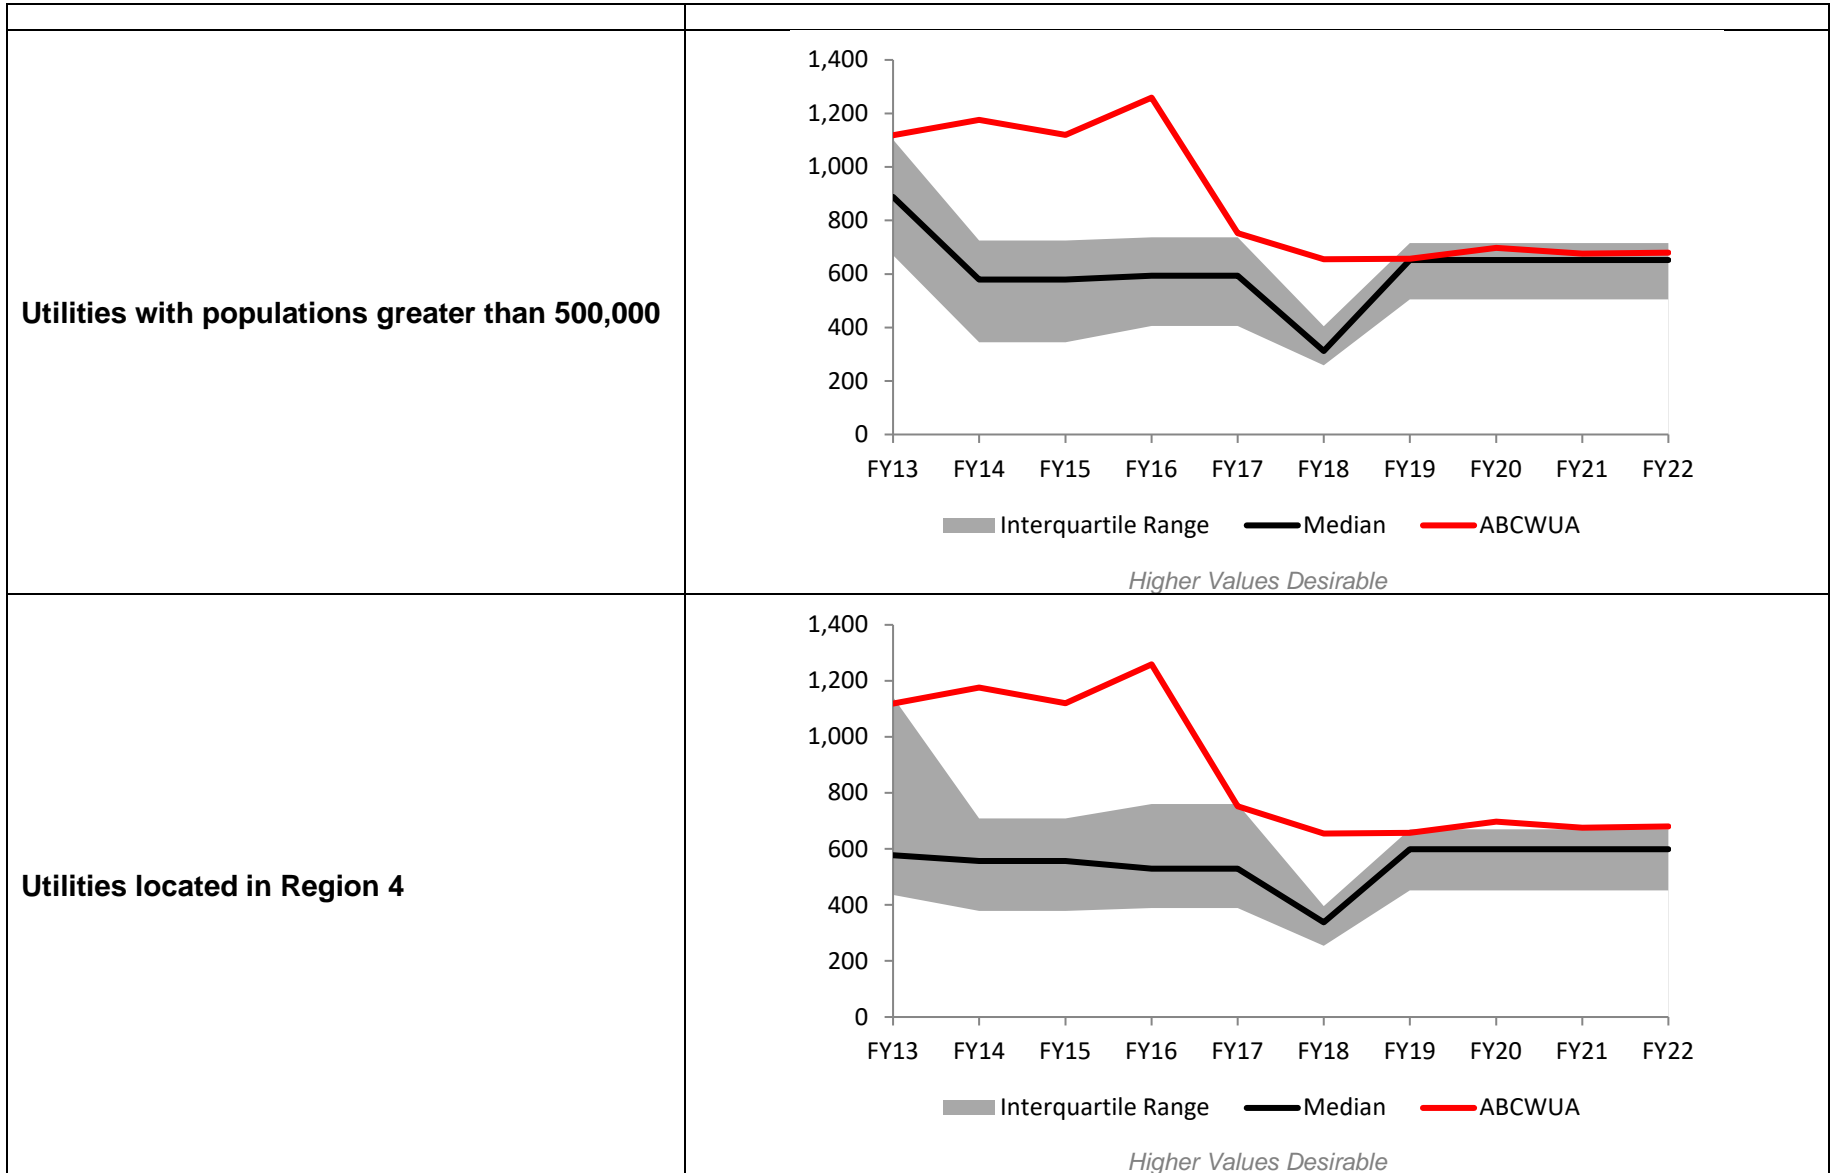 1,400
1,200
1,000
800
600
400
200
0
FY13 FY14 FY15 FY16 FY17 FY18 FY19 FY20 FY21 FY22
Interquartile Range Median ABCWUA
Higher Values Desirable
Utilities with populations greater than 500,000
1,400
1,200
1,000
800
600
400
200
0
FY13 FY14 FY15 FY16 FY17 FY18 FY19 FY20 FY21 FY22
Interquartile Range Median ABCWUA
Higher Values Desirable
Utilities located in Region 4